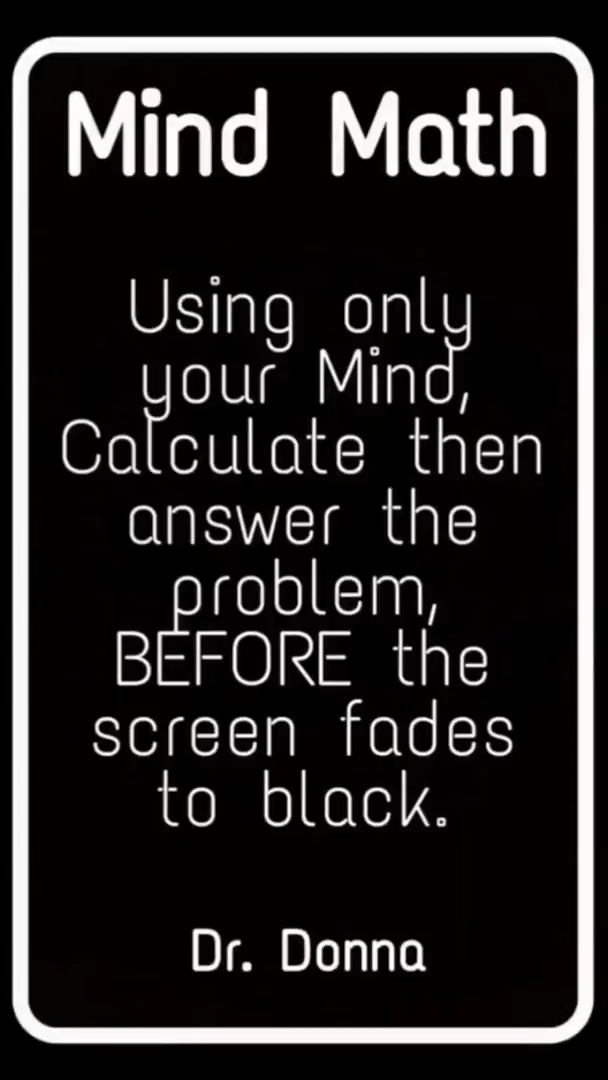 Mind Math
Using only
your Mind,
Calculate then
answer the
problem,
BEFORE the
screen fades
to black.
Dr. Donna